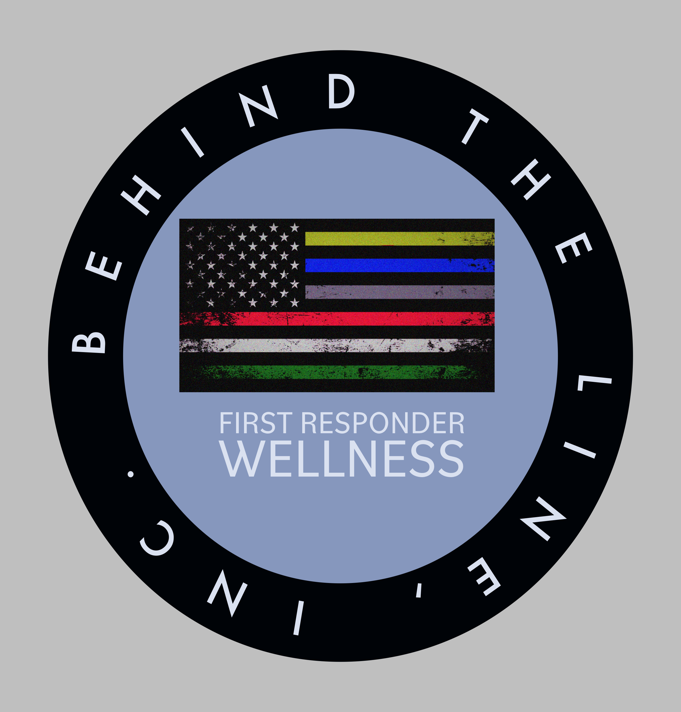 BEHIND THE LINE, INC.
FIRST RESPONDER
WELLNESS